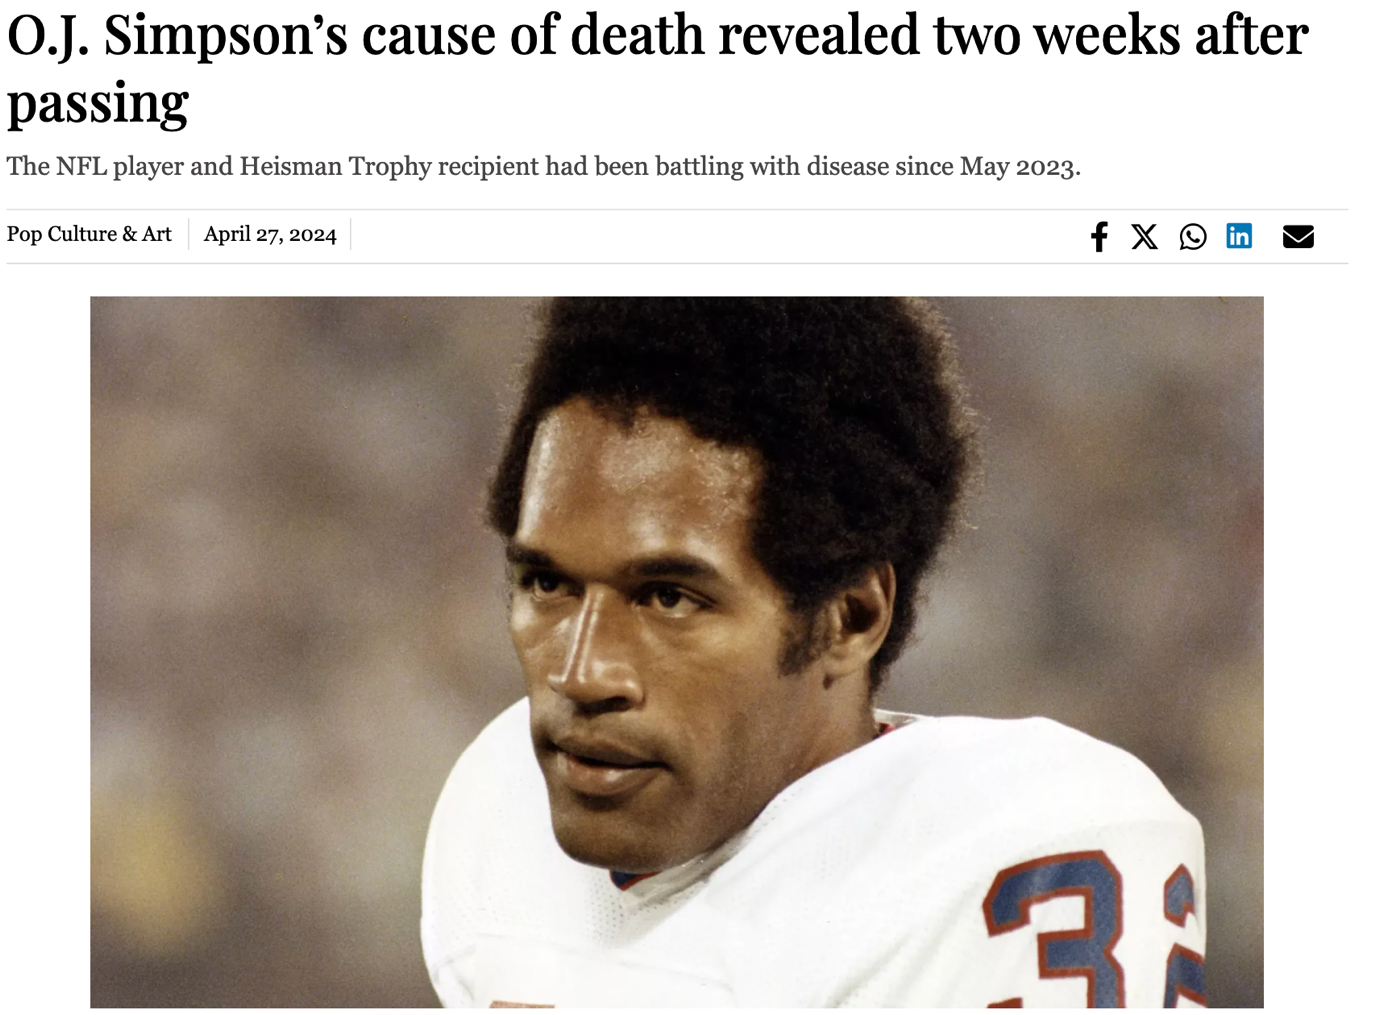 O.J. Simpson’s cause of death revealed two weeks after
passing
The NFL player and Heisman Trophy recipient had been battling with disease since May 2023.
Pop Culture & Art
April 27, 2024
in
32